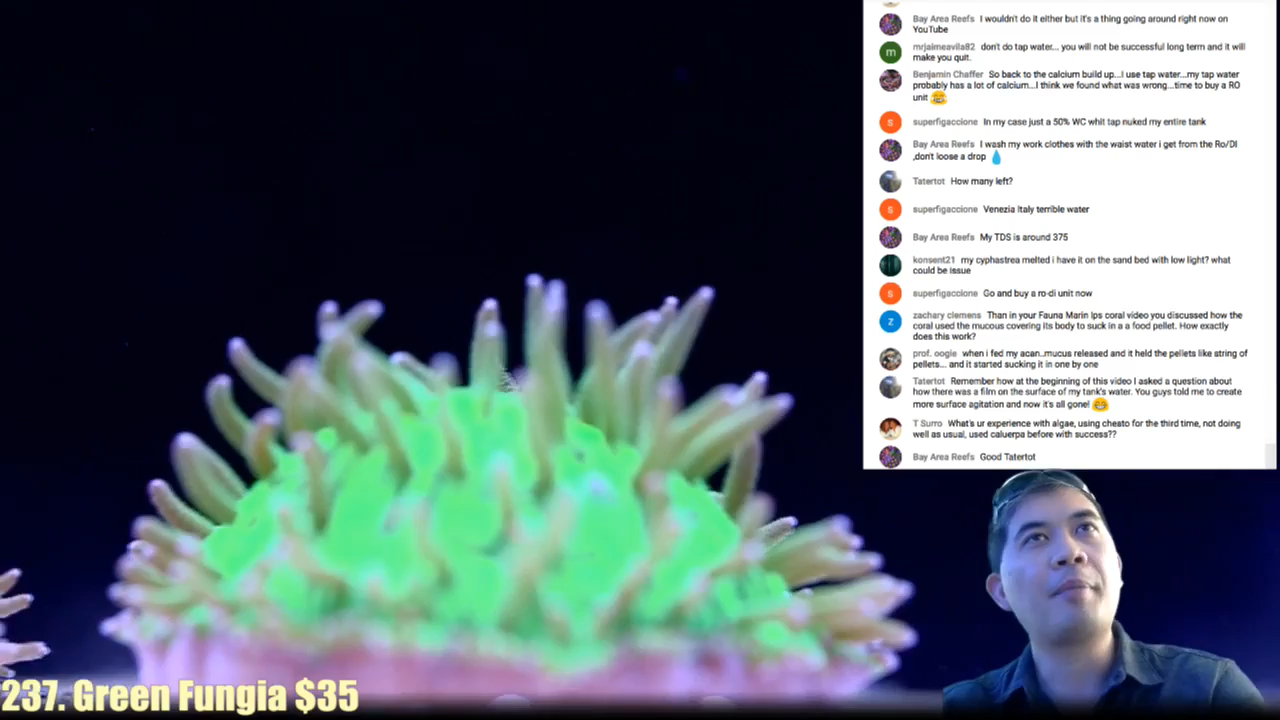 Bay Area Reefs I wouldn't do it either but it's a thing going around right now on
YouTube
m
mrjaimeavila82 don't do tap water... you will not be successful long term and it will
make you quit.
Benjamin Chaffer So back to the calcium build up...I use tap water...my tap water
probably has a lot of calcium...I think we found what was wrong...time to buy a RO
unit 😂
s
superfigaccione In my case just a 50% WC whit tap nuked my entire tank
Bay Area Reefs I wash my work clothes with the waist water i get from the Ro/DI
,don't loose a drop 💧
Tatertot How many left?
s
superfigaccione Venezia Italy terrible water
Bay Area Reefs My TDS is around 375
konsent21 my cyphastrea melted i have it on the sand bed with low light? what
could be issue
s
superfigaccione Go and buy a ro-di unit now
z
zachary clemens Than in your Fauna Marin lps coral video you discussed how the
coral used the mucous covering its body to suck in a a food pellet. How exactly
does this work?
prof. oogie when i fed my acan..mucus released and it held the pellets like string of
pellets... and it started sucking it in one by one
Tatertot Remember how at the beginning of this video I asked a question about
how there was a film on the surface of my tank's water. You guys told me to create
more surface agitation and now it's all gone! 😂
T Surro What's ur experience with algae, using cheato for the third time, not doing
well as usual, used caluerpa before with success??
Bay Area Reefs Good Tatertot
237. Green Fungia $35